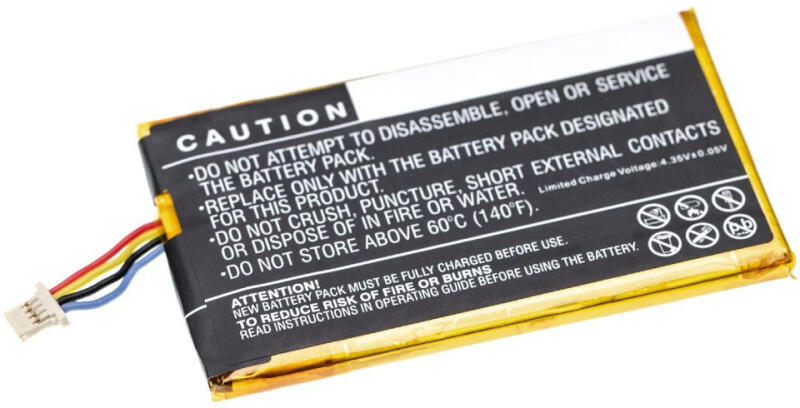 CAUTION
•DO NOT ATTEMPT TO DISASSEMBLE, OPEN OR SERVICE
THE BATTERY PACK.
•REPLACE ONLY WITH THE BATTERY PACK DESIGNATED
FOR THIS PRODUCT.
•DO NOT CRUSH, PUNCTURE, SHORT EXTERNAL CONTACTS
OR DISPOSE OF IN FIRE OR WATER.
Limited Charge Voltage:4.35V±0.05V
•DO NOT STORE ABOVE 60°C (140°F).
ATTENTION!
NEW BATTERY PACK MUST BE FULLY CHARGED BEFORE USE.
TO REDUCE RISK OF FIRE OR BURNS
READ INSTRUCTIONS IN OPERATING GUIDE BEFORE USING BATTERY PACK.
Pb